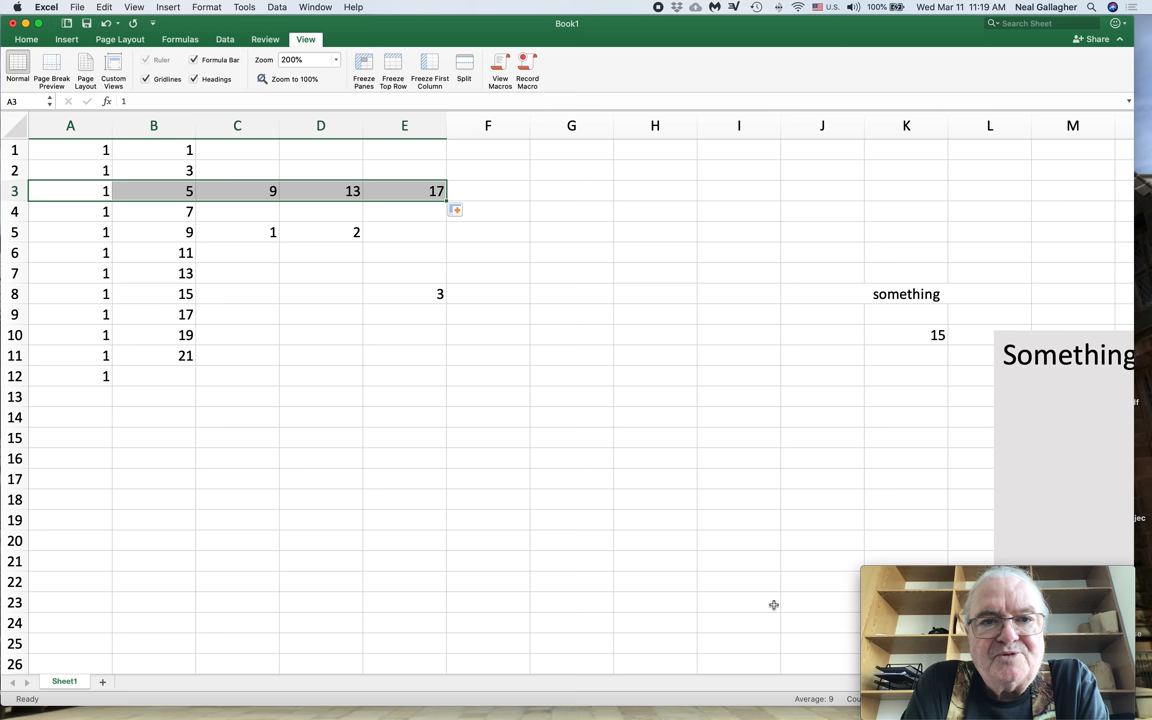 Excel File Edit View Insert Format Tools Data Window Help U.S. 100% Wed Mar 11 11:19 AM Neal Gallagher
Book1
Search Sheet
Home Insert Page Layout Formulas Data Review View
Share
Normal Page Break Preview Page Layout Custom Views Ruler Formula Bar Gridlines Headings Zoom 200% Zoom to 100% Freeze Panes Freeze Top Row Freeze First Column Split View Macros Record Macro
A3 fx 1
A B C D E F G H I J K L M
1 1 1
2 1 3
3 1 5 9 13 17
4 1 7
5 1 9 1 2
6 1 11
7 1 13
8 1 15 3 something
9 1 17
10 1 19 15
11 1 21 Something
12 1
13
14
15
16
17
18
19
20
21
22
23
24
25
26
Sheet1
Ready Average: 9